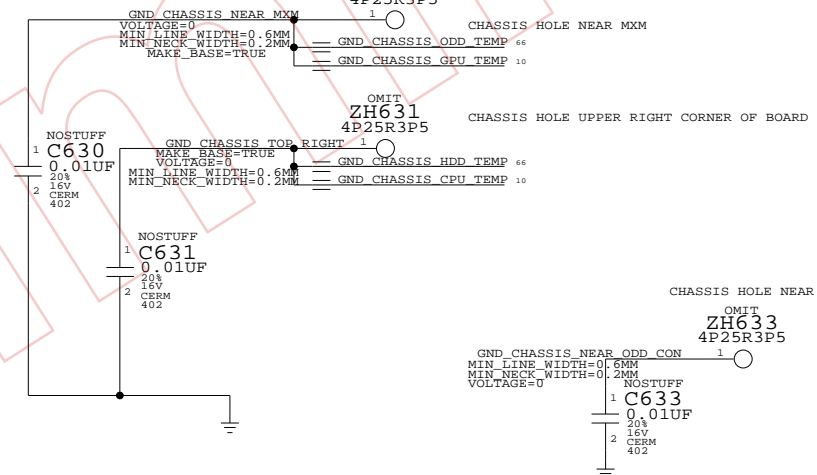 4P25R3P5
GND_CHASSIS_NEAR_MXM
1
VOLTAGE=0
MIN_LINE_WIDTH=0.6MM
MIN_NECK_WIDTH=0.2MM
MAKE_BASE=TRUE
CHASSIS HOLE NEAR MXM
GND_CHASSIS_ODD_TEMP 66
GND_CHASSIS_GPU_TEMP 10
OMIT
ZH631
4P25R3P5
CHASSIS HOLE UPPER RIGHT CORNER OF BOARD
GND_CHASSIS_TOP_RIGHT
1
MAKE_BASE=TRUE
VOLTAGE=0
MIN_LINE_WIDTH=0.6MM
MIN_NECK_WIDTH=0.2MM
GND_CHASSIS_HDD_TEMP 66
GND_CHASSIS_CPU_TEMP 10
NOSTUFF
1
C630
0.01UF
20%
16V
2
CERM
402
NOSTUFF
1
C631
0.01UF
20%
16V
2
CERM
402
CHASSIS HOLE NEAR
OMIT
ZH633
4P25R3P5
GND_CHASSIS_NEAR_ODD_CON
1
MIN_LINE_WIDTH=0.6MM
MIN_NECK_WIDTH=0.2MM
VOLTAGE=0
NOSTUFF
1
C633
0.01UF
20%
16V
2
CERM
402